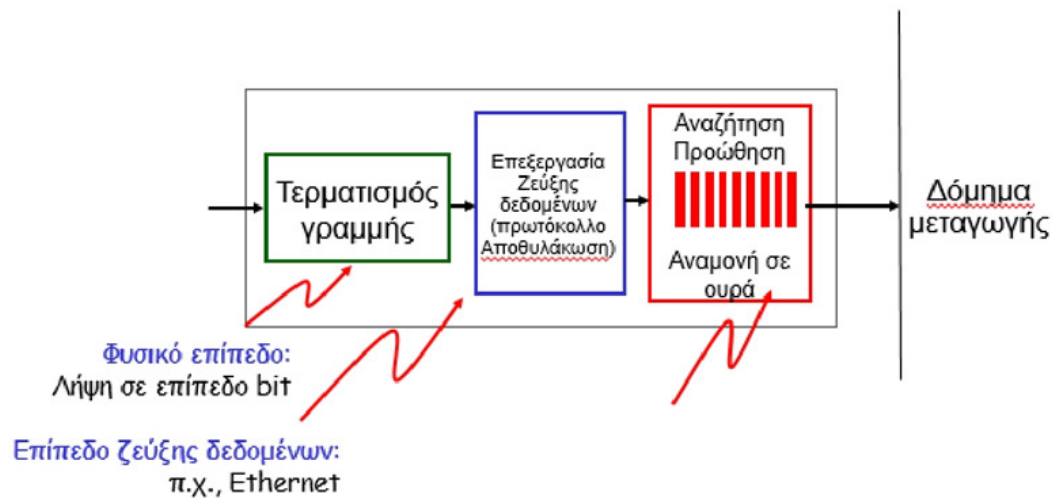 Τερματισμός
γραμμής
Επεξεργασία
Ζεύξης
δεδομένων
(πρωτόκολλο
Αποθυλάκωση)
Αναζήτηση
Προώθηση
Αναμονή σε
ουρά
Δόμημα
μεταγωγής
Φυσικό επίπεδο:
Λήψη σε επίπεδο bit
Επίπεδο ζεύξης δεδομένων:
π.χ., Ethernet